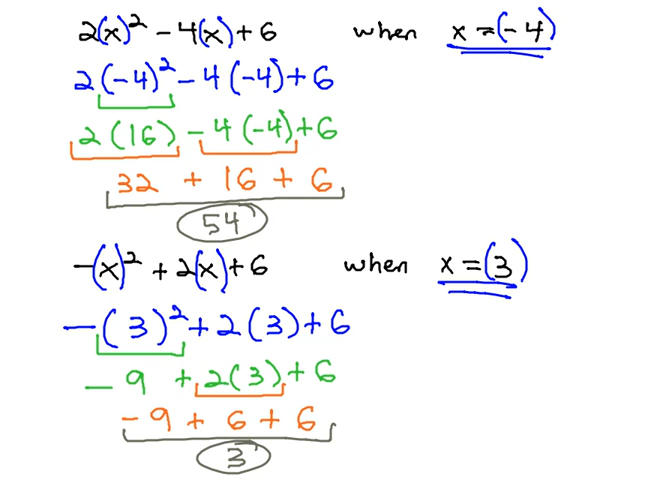 2(x)² - 4(x) + 6 when x = (-4)
2(-4)² - 4(-4) + 6
2(16) - 4(-4) + 6
32 + 16 + 6
54
-(x)² + 2(x) + 6 when x = (3)
-(3)² + 2(3) + 6
-9 + 2(3) + 6
-9 + 6 + 6
3